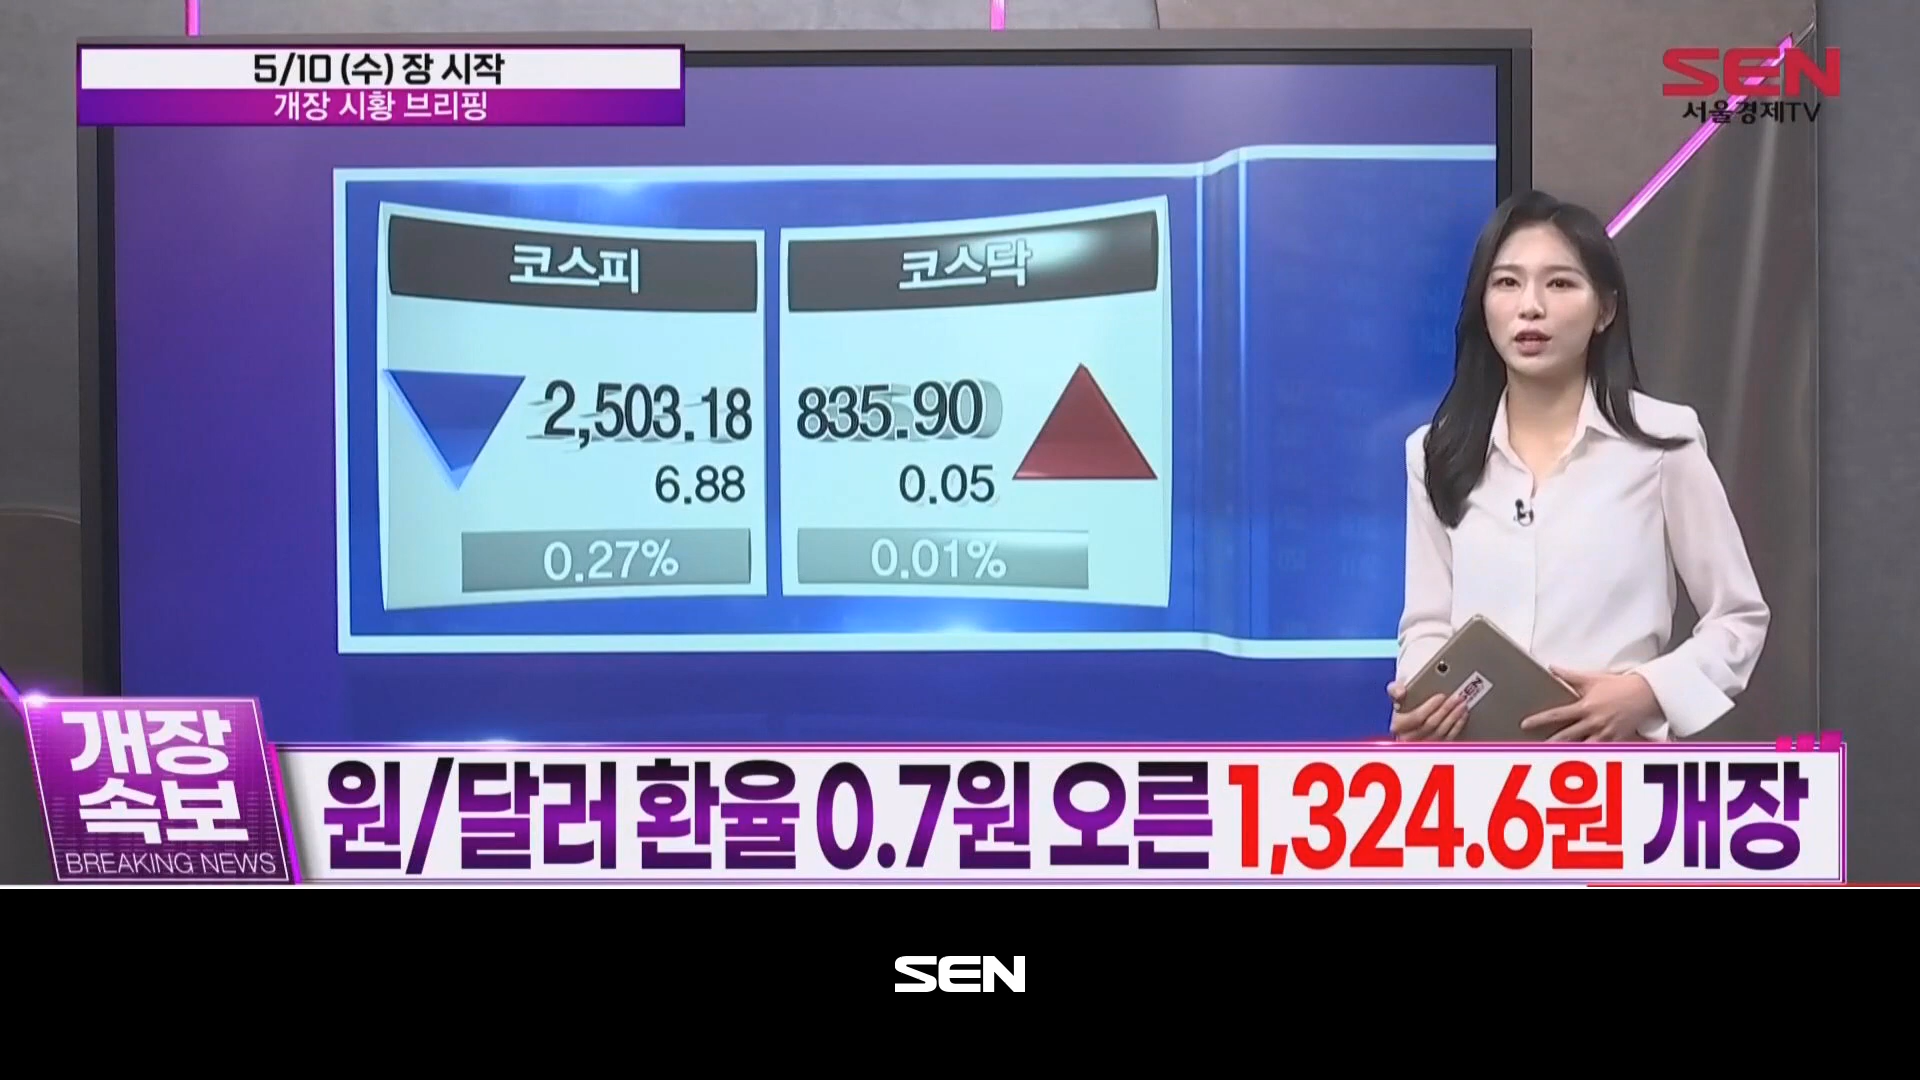 5/10 (수) 장 시작
개장 시황 브리핑
SEN
서울경제TV
코스피
2,503.18
6.88
0.27%
코스닥
835.90
0.05
0.01%
SEN
개장
속보
BREAKING NEWS
원/달러 환율 0.7원 오른 1,324.6원 개장
SEN